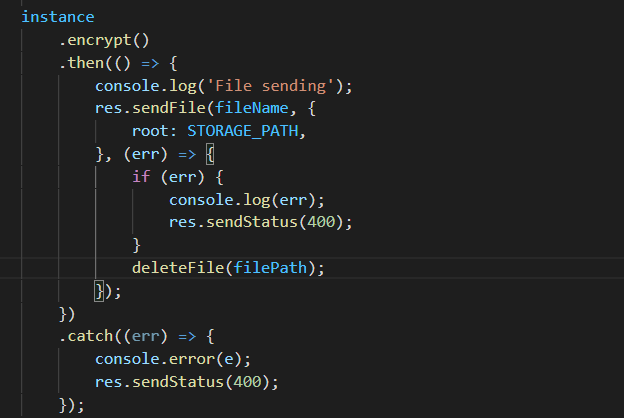 instance
    .encrypt()
    .then(() => {
        console.log('File sending');
        res.sendFile(fileName, {
            root: STORAGE_PATH,
        }, (err) => {
            if (err) {
                console.log(err);
                res.sendStatus(400);
            }
            deleteFile(filePath);
        });
    })
    .catch((err) => {
        console.error(e);
        res.sendStatus(400);
    });